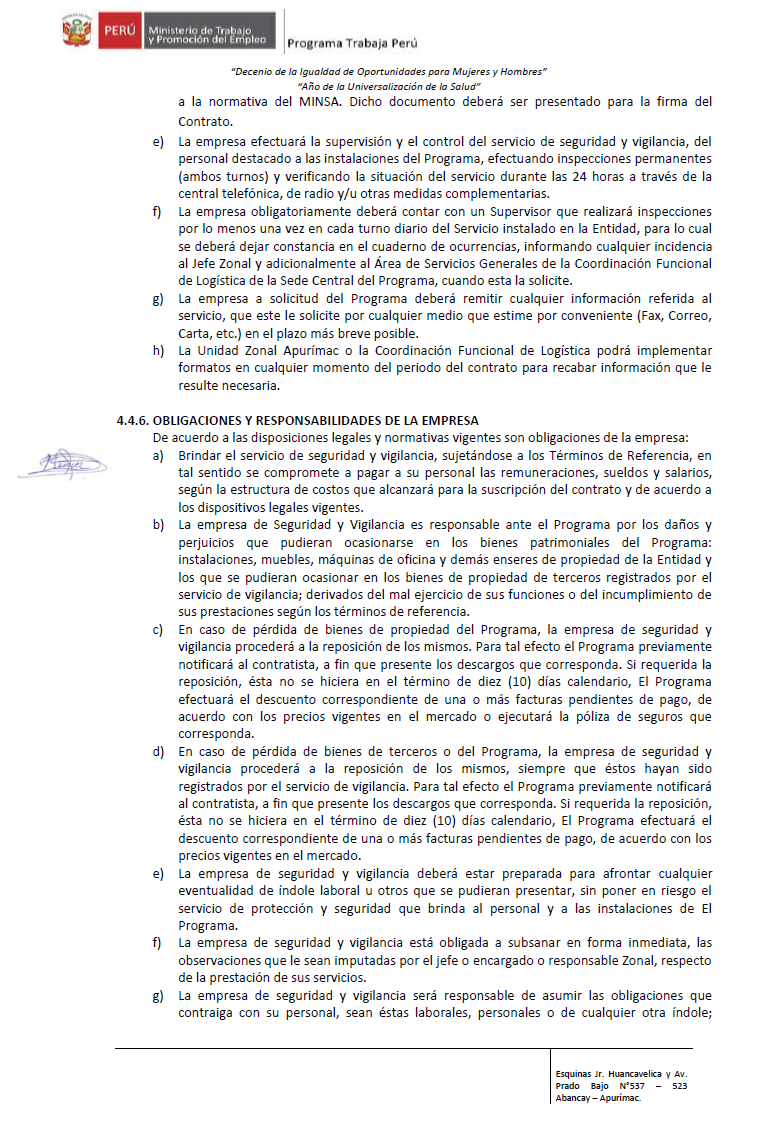 PERÚ
Ministerio de Trabajo
y Promoción del Empleo
Programa Trabaja Perú
"Decenio de la Igualdad de Oportunidades para Mujeres y Hombres"
"Año de la Universalización de la Salud"
a la normativa del MINSA. Dicho documento deberá ser presentado para la firma del
Contrato.
e) La empresa efectuará la supervisión y el control del servicio de seguridad y vigilancia, del
personal destacado a las instalaciones del Programa, efectuando inspecciones permanentes
(ambos turnos) y verificando la situación del servicio durante las 24 horas a través de la
central telefónica, de radio y/u otras medidas complementarias.
f) La empresa obligatoriamente deberá contar con un Supervisor que realizará inspecciones
por lo menos una vez en cada turno diario del Servicio instalado en la Entidad, para lo cual
se deberá dejar constancia en el cuaderno de ocurrencias, informando cualquier incidencia
al Jefe Zonal y adicionalmente al Área de Servicios Generales de la Coordinación Funcional
de Logística de la Sede Central del Programa, cuando esta la solicite.
g) La empresa a solicitud del Programa deberá remitir cualquier información referida al
servicio, que este le solicite por cualquier medio que estime por conveniente (Fax, Correo,
Carta, etc.) en el plazo más breve posible.
h) La Unidad Zonal Apurímac o la Coordinación Funcional de Logística podrá implementar
formatos en cualquier momento del periodo del contrato para recabar información que le
resulte necesaria.
4.4.6. OBLIGACIONES Y RESPONSABILIDADES DE LA EMPRESA
De acuerdo a las disposiciones legales y normativas vigentes son obligaciones de la empresa:
a) Brindar el servicio de seguridad y vigilancia, sujetándose a los Términos de Referencia, en
tal sentido se compromete a pagar a su personal las remuneraciones, sueldos y salarios,
según la estructura de costos que alcanzará para la suscripción del contrato y de acuerdo a
los dispositivos legales vigentes.
b) La empresa de Seguridad y Vigilancia es responsable ante el Programa por los daños y
perjuicios que pudieran ocasionarse en los bienes patrimoniales del Programa:
instalaciones, muebles, máquinas de oficina y demás enseres de propiedad de la Entidad y
los que se pudieran ocasionar en los bienes de propiedad de terceros registrados por el
servicio de vigilancia; derivados del mal ejercicio de sus funciones o del incumplimiento de
sus prestaciones según los términos de referencia.
c) En caso de pérdida de bienes de propiedad del Programa, la empresa de seguridad y
vigilancia procederá a la reposición de los mismos. Para tal efecto el Programa previamente
notificará al contratista, a fin que presente los descargos que corresponda. Si requerida la
reposición, ésta no se hiciera en el término de diez (10) días calendario, El Programa
efectuará el descuento correspondiente de una o más facturas pendientes de pago, de
acuerdo con los precios vigentes en el mercado o ejecutará la póliza de seguros que
corresponda.
d) En caso de pérdida de bienes de terceros o del Programa, la empresa de seguridad y
vigilancia procederá a la reposición de los mismos, siempre que éstos hayan sido
registrados por el servicio de vigilancia. Para tal efecto el Programa previamente notificará
al contratista, a fin que presente los descargos que corresponda. Si requerida la reposición,
ésta no se hiciera en el término de diez (10) días calendario, El Programa efectuará el
descuento correspondiente de una o más facturas pendientes de pago, de acuerdo con los
precios vigentes en el mercado.
e) La empresa de seguridad y vigilancia deberá estar preparada para afrontar cualquier
eventualidad de índole laboral u otros que se pudieran presentar, sin poner en riesgo el
servicio de protección y seguridad que brinda al personal y a las instalaciones de El
Programa.
f) La empresa de seguridad y vigilancia está obligada a subsanar en forma inmediata, las
observaciones que le sean imputadas por el jefe o encargado o responsable Zonal, respecto
de la prestación de sus servicios.
g) La empresa de seguridad y vigilancia será responsable de asumir las obligaciones que
contraiga con su personal, sean éstas laborales, personales o de cualquier otra índole;
Esquinas Jr. Huancavelica y Av.
Prado Bajo N°537 – 523
Abancay – Apurímac.